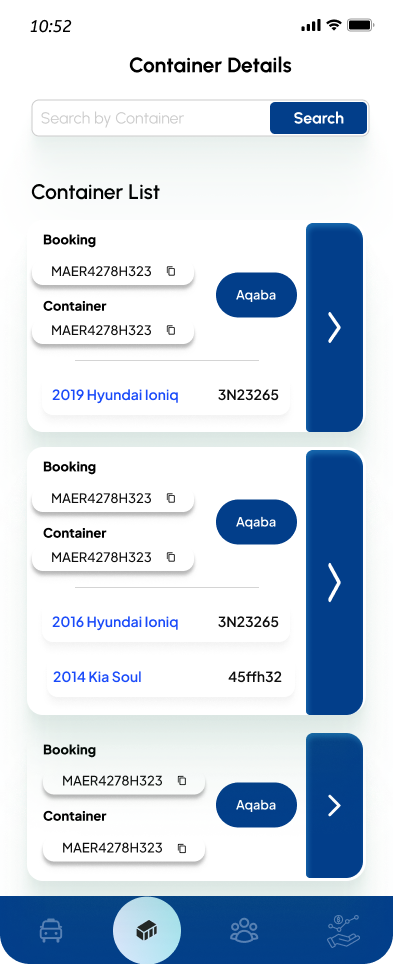 10:52
Container Details
Search by Container
Search
Container List
Booking
MAER4278H323
Aqaba
Container
MAER4278H323
2019 Hyundai Ioniq 3N23265
Booking
MAER4278H323
Aqaba
Container
MAER4278H323
2016 Hyundai Ioniq 3N23265
2014 Kia Soul 45ffh32
Booking
MAER4278H323
Aqaba
Container
MAER4278H323